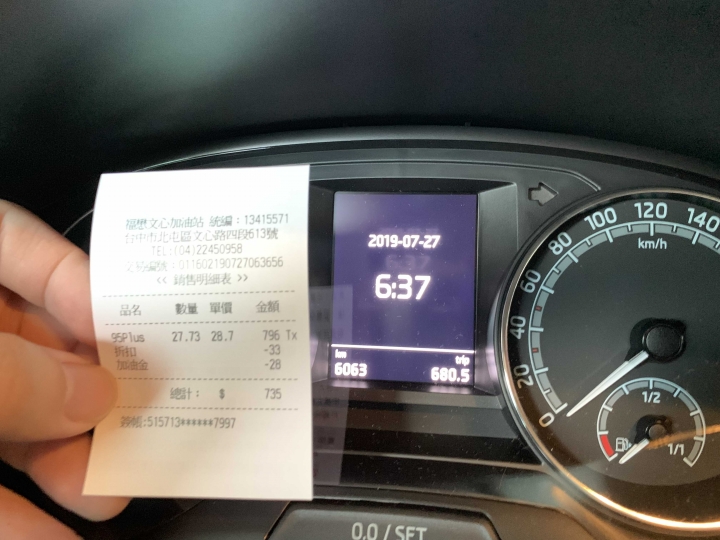 福懋文心加油站 統編：13415571
台中市北屯區文心路四段613號
TEL:(04)22450958
交易編號：011602190727063656
<< 銷售明細表 >>
品名 數量 單價 金額
95Plus 27.73 28.7 796 Tx
折扣 -33
加油金 -28
總計： $ 735
簽帳:515713******7997
2019-07-27
6:37
km trip
6063 680.5
0
20
40
60
80
100
120
140
km/h
1/2
1/1
0.0 / SET